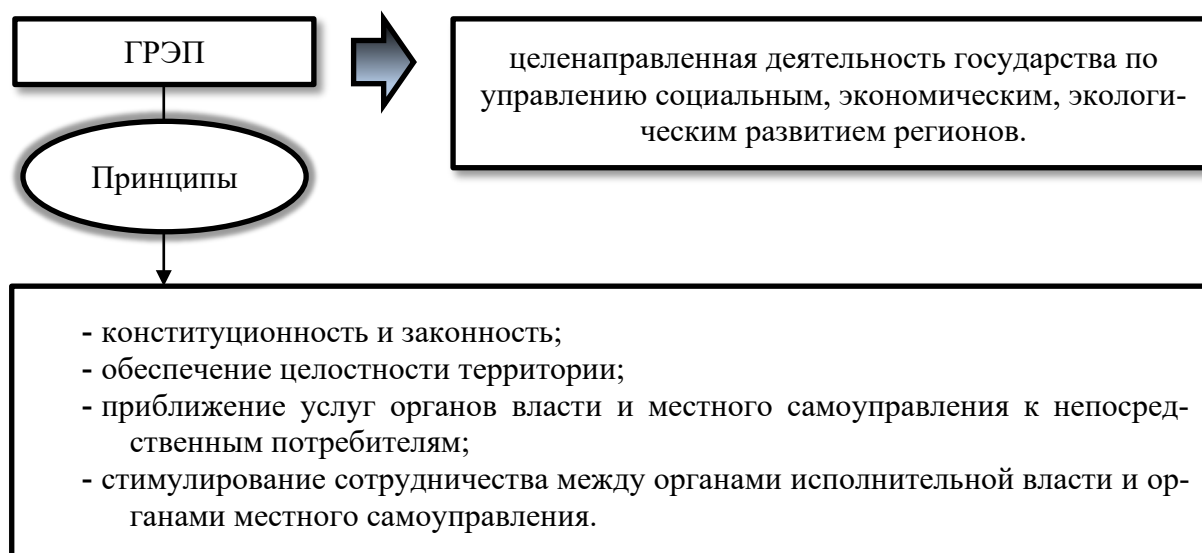 ГРЭП
целенаправленная деятельность государства по
управлению социальным, экономическим, экологи-
ческим развитием регионов.
Принципы
- конституционность и законность;
- обеспечение целостности территории;
- приближение услуг органов власти и местного самоуправления к непосред-
ственным потребителям;
- стимулирование сотрудничества между органами исполнительной власти и ор-
ганами местного самоуправления.